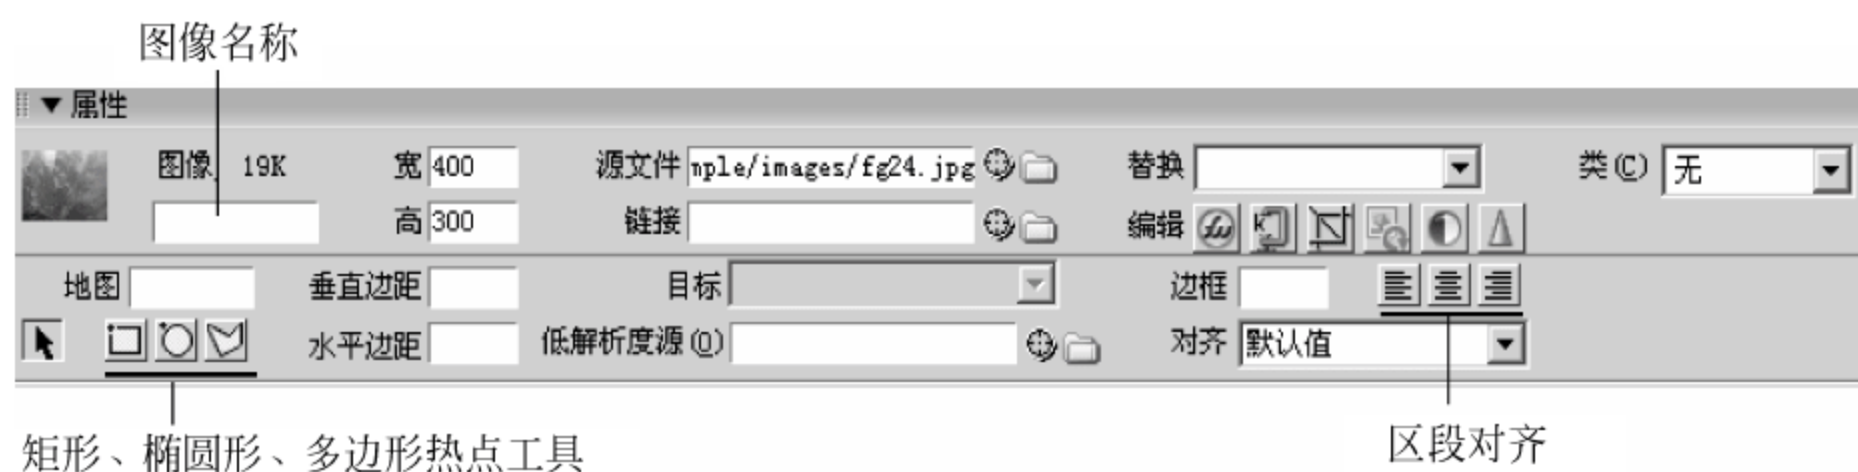 图像名称
属性
图像 19K 宽 400 源文件 mple/images/fg24.jpg 替换 类(C) 无
高 300 链接 编辑
地图 垂直边距 目标 边框
水平边距 低解析度源(O) 对齐 默认值
矩形、椭圆形、多边形热点工具
区段对齐